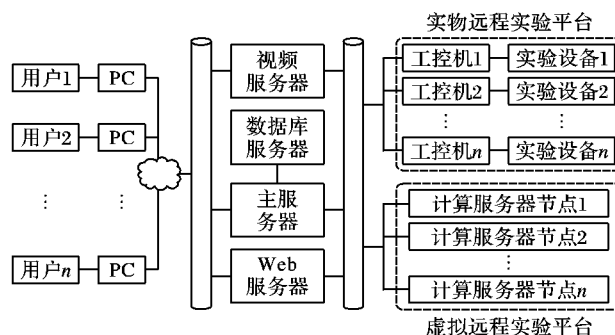 实物远程实验平台
用户1
PC
用户2
PC
⋮
⋮
用户n
PC
视频
服务器
数据库
服务器
主服
务器
Web
服务器
工控机1
实验设备1
工控机2
实验设备2
⋮
⋮
工控机n
实验设备n
计算服务器节点1
计算服务器节点2
⋮
计算服务器节点n
虚拟远程实验平台